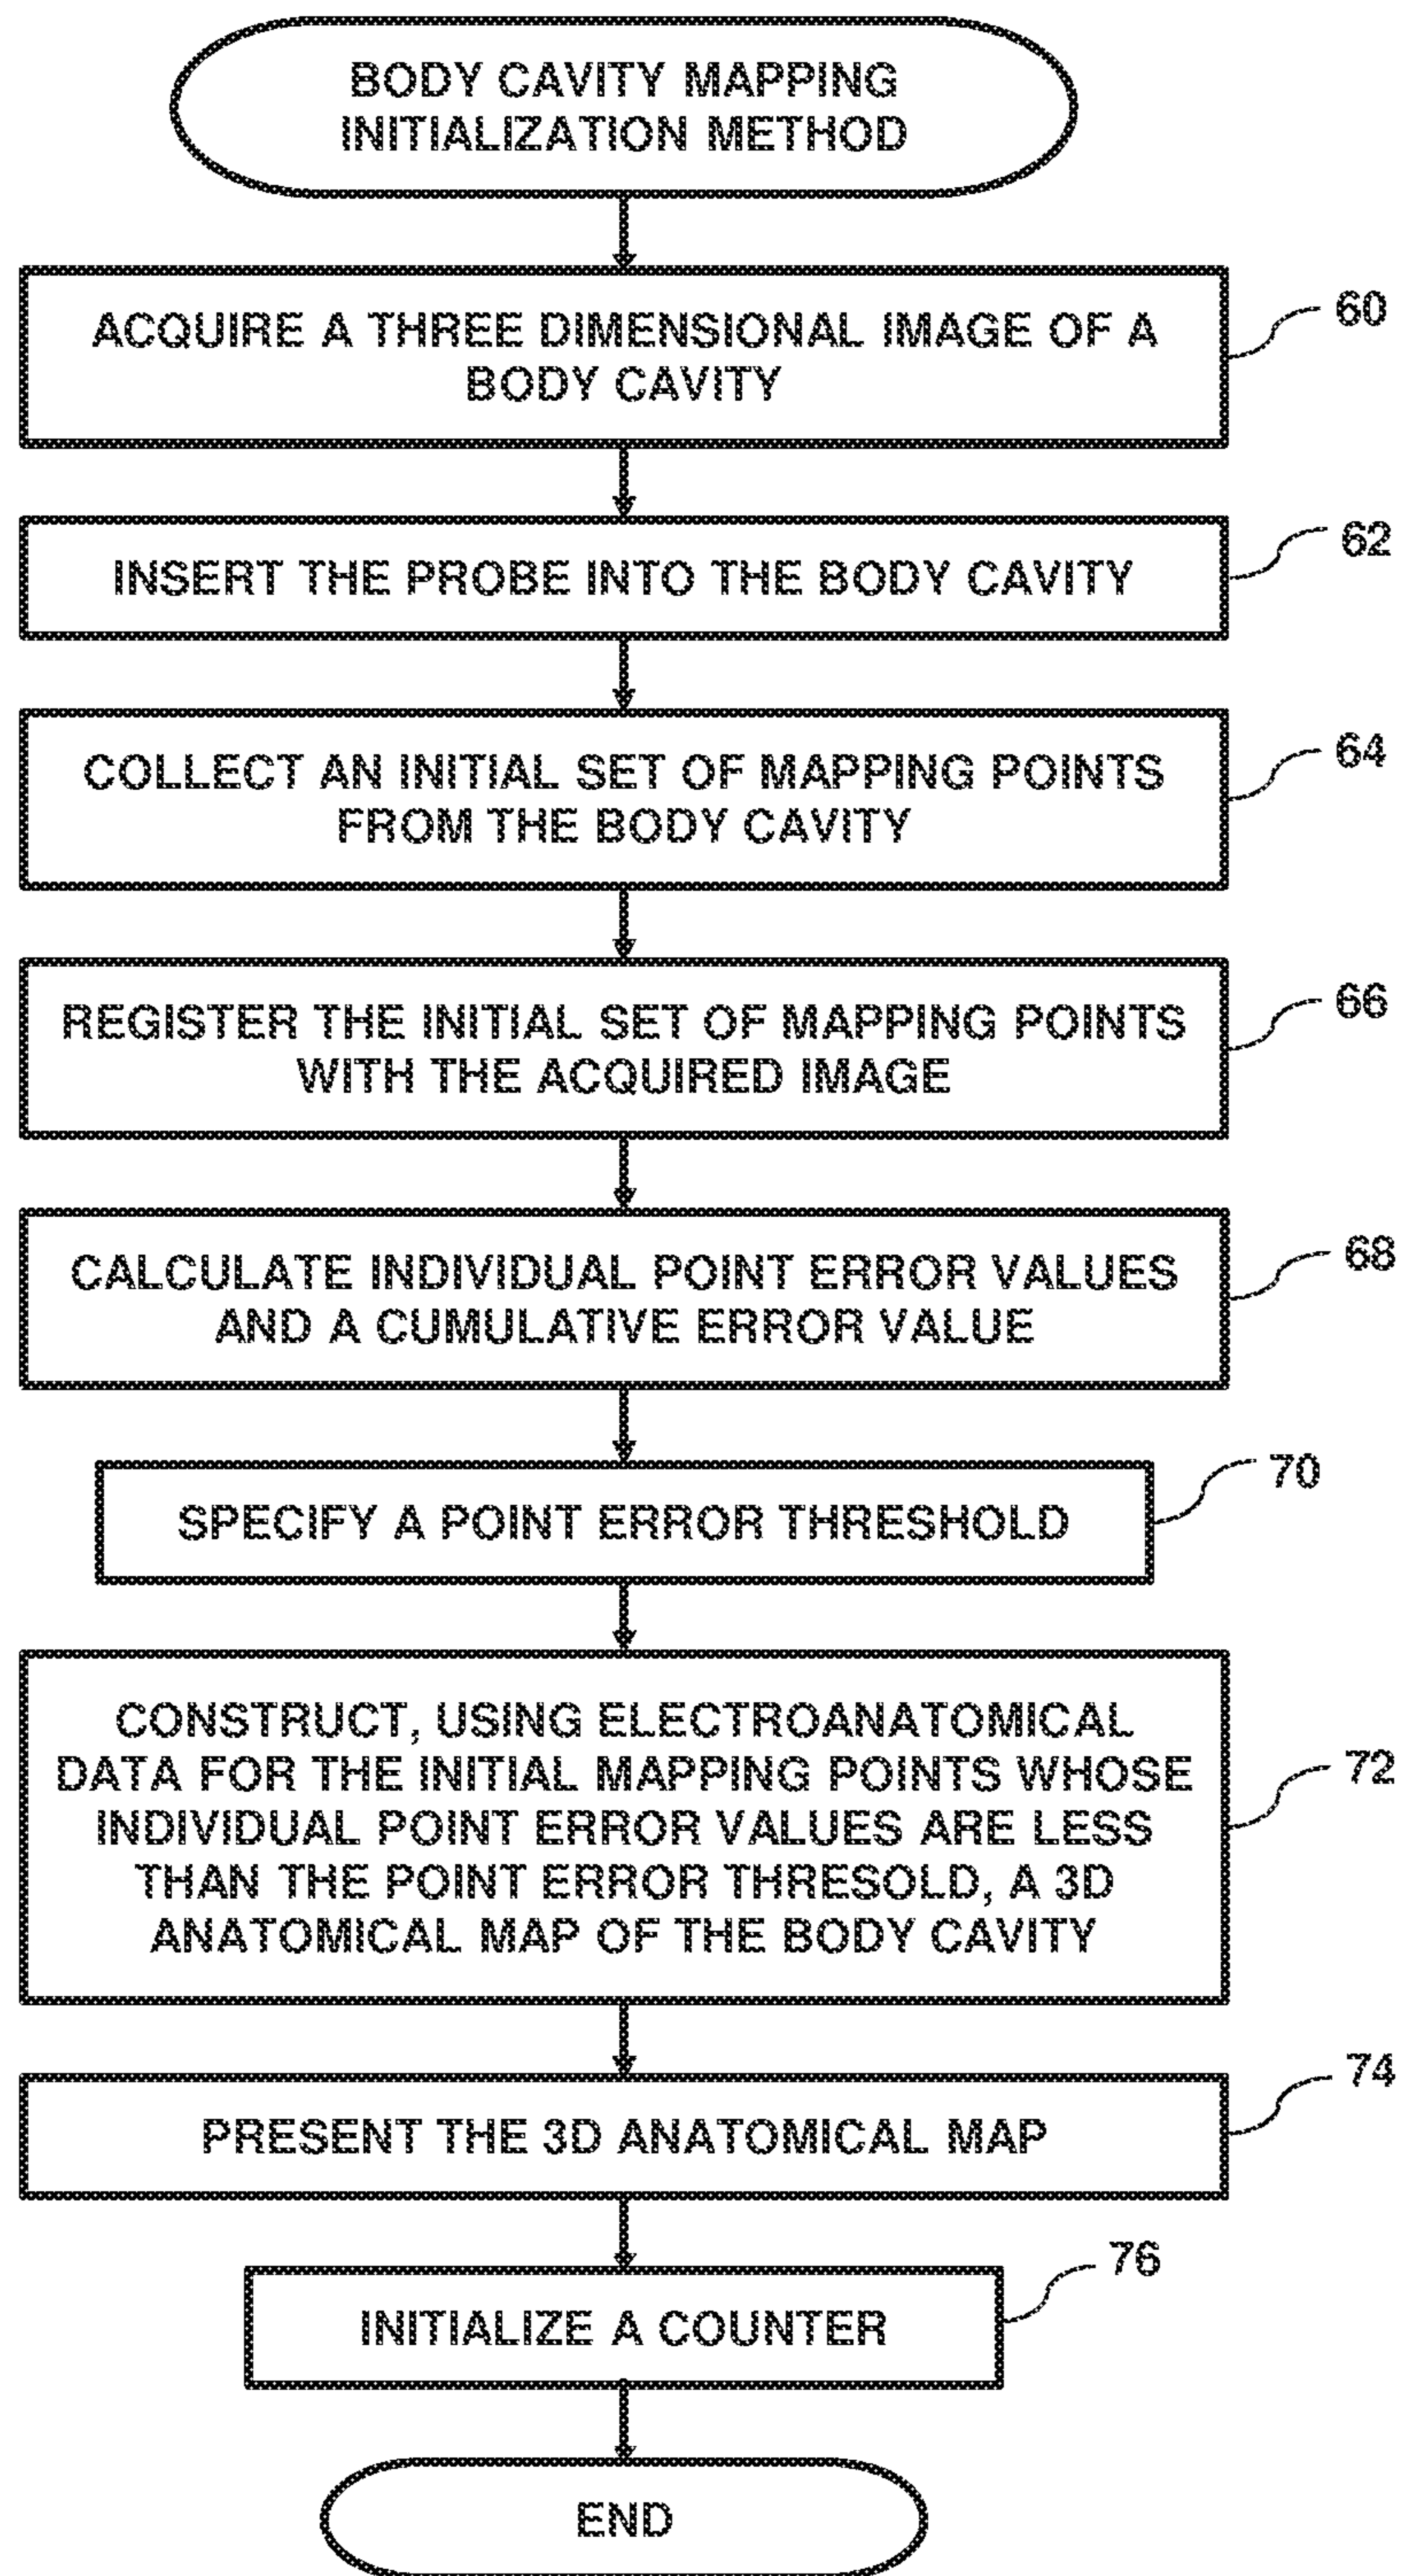 BODY CAVITY MAPPING
INITIALIZATION METHOD
ACQUIRE A THREE DIMENSIONAL IMAGE OF A
BODY CAVITY
60
INSERT THE PROBE INTO THE BODY CAVITY
62
COLLECT AN INITIAL SET OF MAPPING POINTS
FROM THE BODY CAVITY
64
REGISTER THE INITIAL SET OF MAPPING POINTS
WITH THE ACQUIRED IMAGE
66
CALCULATE INDIVIDUAL POINT ERROR VALUES
AND A CUMULATIVE ERROR VALUE
68
SPECIFY A POINT ERROR THRESHOLD
70
CONSTRUCT, USING ELECTROANATOMICAL
DATA FOR THE INITIAL MAPPING POINTS WHOSE
INDIVIDUAL POINT ERROR VALUES ARE LESS
THAN THE POINT ERROR THRESOLD, A 3D
ANATOMICAL MAP OF THE BODY CAVITY
72
PRESENT THE 3D ANATOMICAL MAP
74
INITIALIZE A COUNTER
76
END